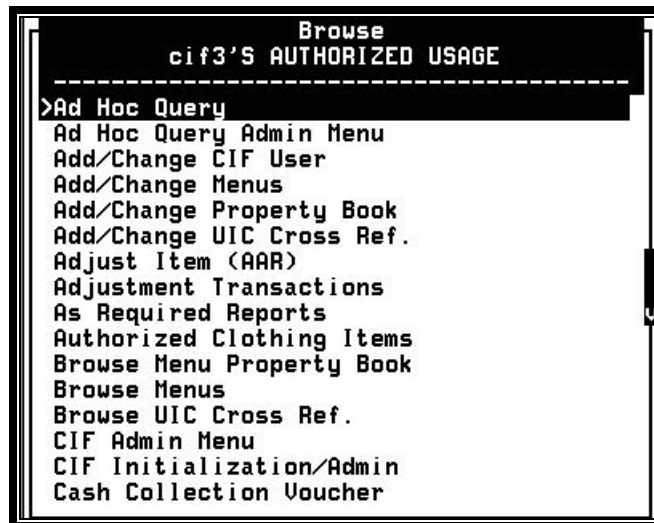 Browse
cif3'S AUTHORIZED USAGE
--------------------------------------------
>Ad Hoc Query
Ad Hoc Query Admin Menu
Add/Change CIF User
Add/Change Menus
Add/Change Property Book
Add/Change UIC Cross Ref.
Adjust Item (AAR)
Adjustment Transactions
As Required Reports
Authorized Clothing Items
Browse Menu Property Book
Browse Menus
Browse UIC Cross Ref.
CIF Admin Menu
CIF Initialization/Admin
Cash Collection Voucher
v